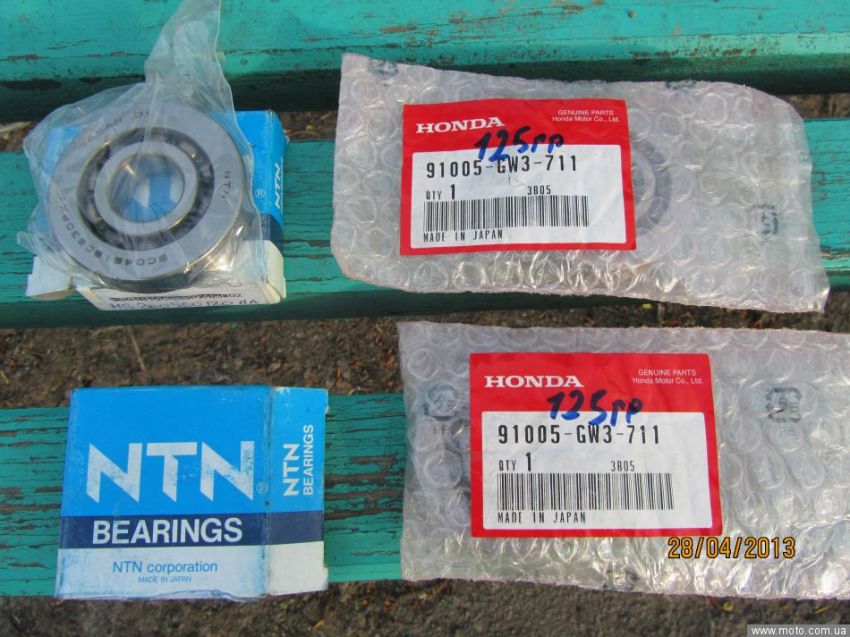 NTN
HONDA
GENUINE PARTS
Honda Motor Co., Ltd.
125гр
91005-GW3-711
QTY 1 3B05
MADE IN JAPAN
HONDA
GENUINE PARTS
Honda Motor Co., Ltd.
125гр
91005-GW3-711
QTY 1 3B05
MADE IN JAPAN
NTN®
BEARINGS
NTN corporation
MADE IN JAPAN
NTN
BEARINGS
28/04/2013
www.moto.com.ua